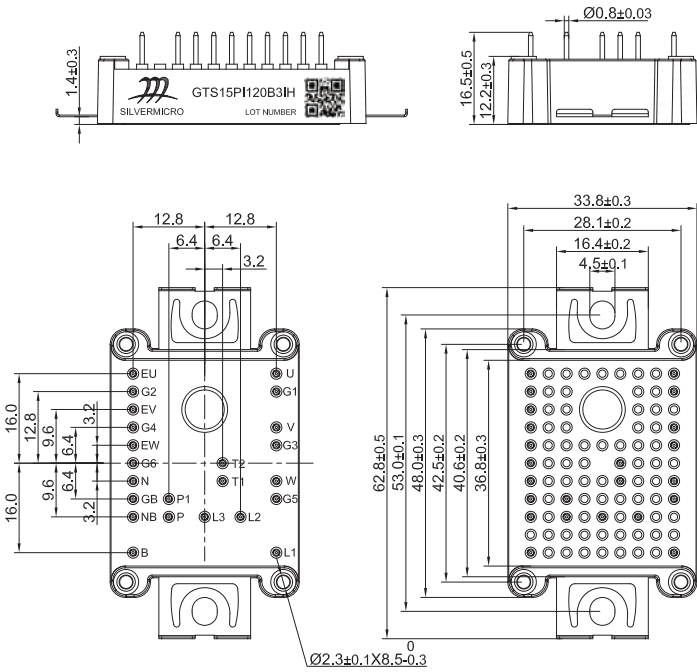 Ø0.8±0.03
1.4±0.3
GTS15PI120B3IH
SILVERMICRO
LOT NUMBER
16.5±0.5
12.2±0.3
33.8±0.3
28.1±0.2
16.4±0.2
4.5±0.1
12.8 12.8
6.4 6.4
3.2
EU U
G2 G1
EV
G4 V
EW G3
G6 T2
N T1 W
GB P1 G5
NB P L3 L2
B L1
16.0
12.8
9.6
6.4
3.2
16.0
9.6
6.4
3.2
62.8±0.5
53.0±0.1
48.0±0.3
42.5±0.2
40.6±0.2
36.8±0.3
0
Ø2.3±0.1X8.5-0.3